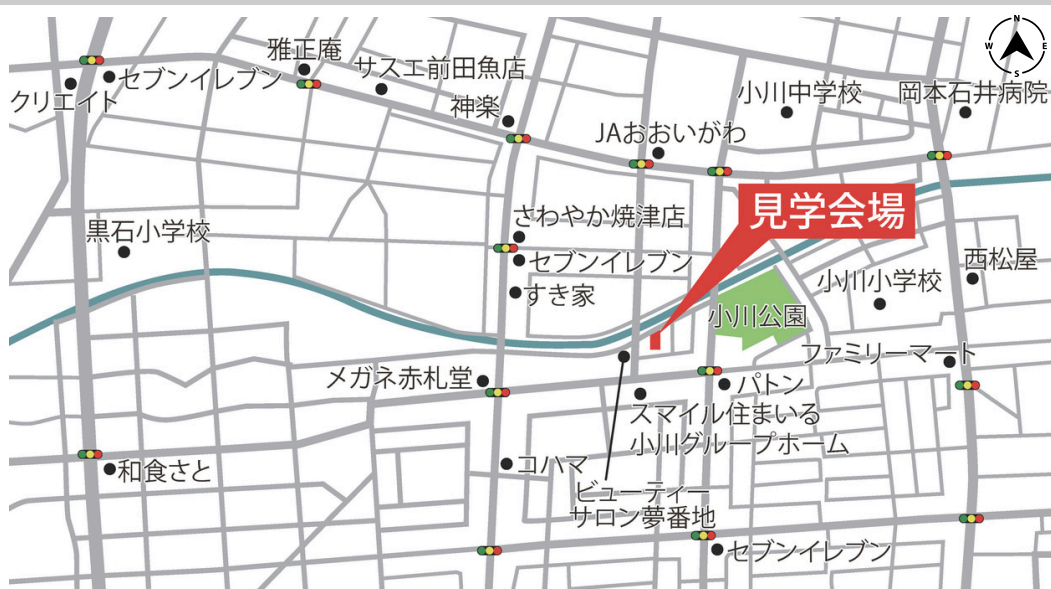 N
W E
S
雅正庵
セブンイレブン
サスエ前田魚店
クリエイト
神楽
小川中学校
岡本石井病院
JAおおいがわ
見学会場
さわやか焼津店
黒石小学校
セブンイレブン
西松屋
すき家
小川小学校
小川公園
ファミリーマート
メガネ赤札堂
パトン
スマイル住まいる
小川グループホーム
コハマ
和食さと
ビューティー
サロン夢番地
セブンイレブン